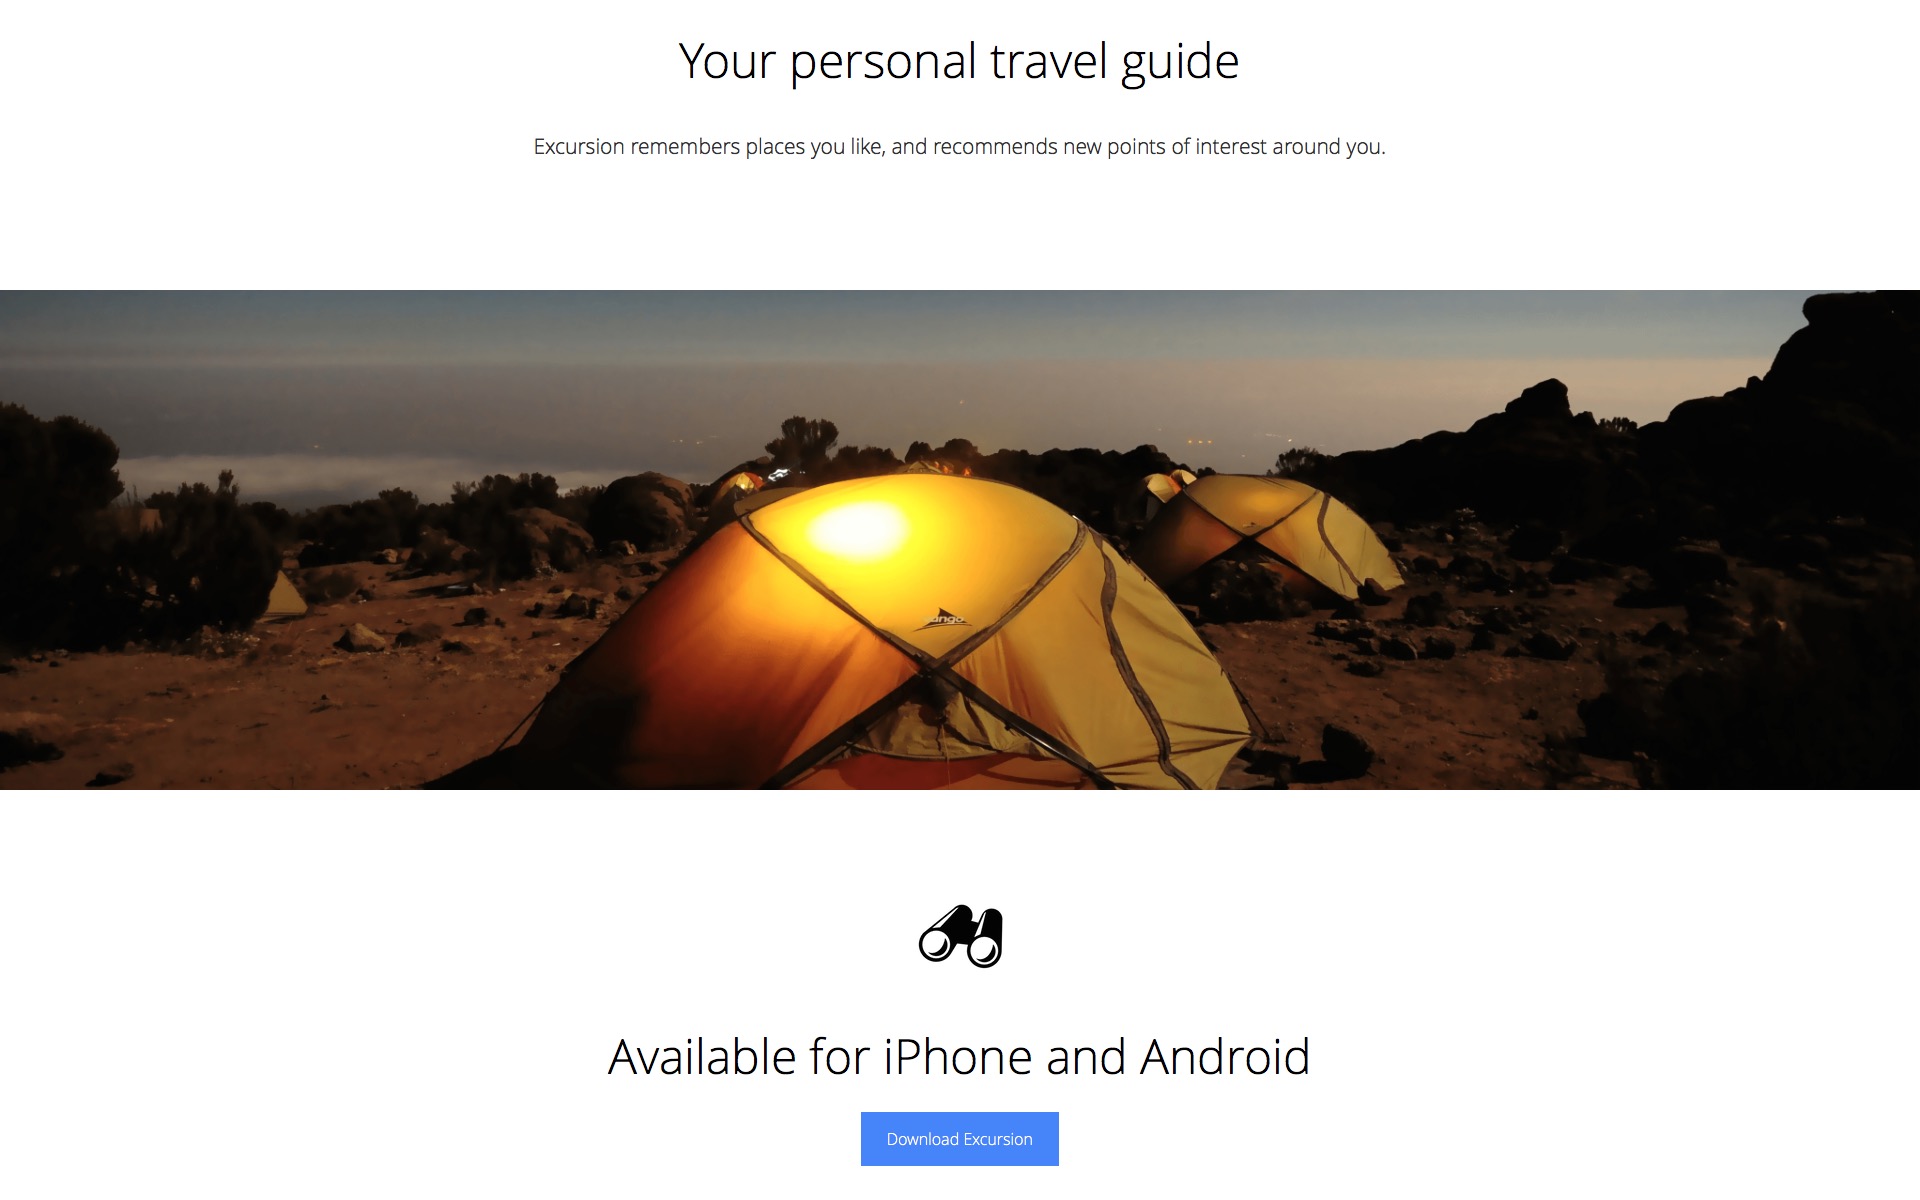 Your personal travel guide
Excursion remembers places you like, and recommends new points of interest around you.
Available for iPhone and Android
Download Excursion